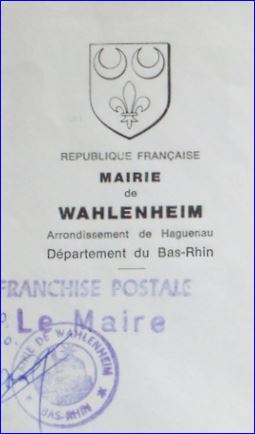 REPUBLIQUE FRANÇAISE
MAIRIE
de
WAHLENHEIM
Arrondissement de Haguenau
Département du Bas-Rhin
FRANCHISE POSTALE
Le Maire
DE WAHLENHEIM
BAS-RHIN